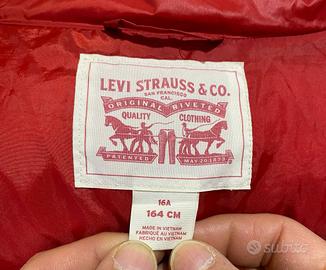 LEVI STRAUSS & CO.
SAN FRANCISCO
CAL.
ORIGINAL RIVETED
QUALITY CLOTHING
PATENTED MAY 20 1873
16A
164 CM
MADE IN VIETNAM
FABRIQUÉ AU VIETNAM
HECHO EN VIETNAM
subito